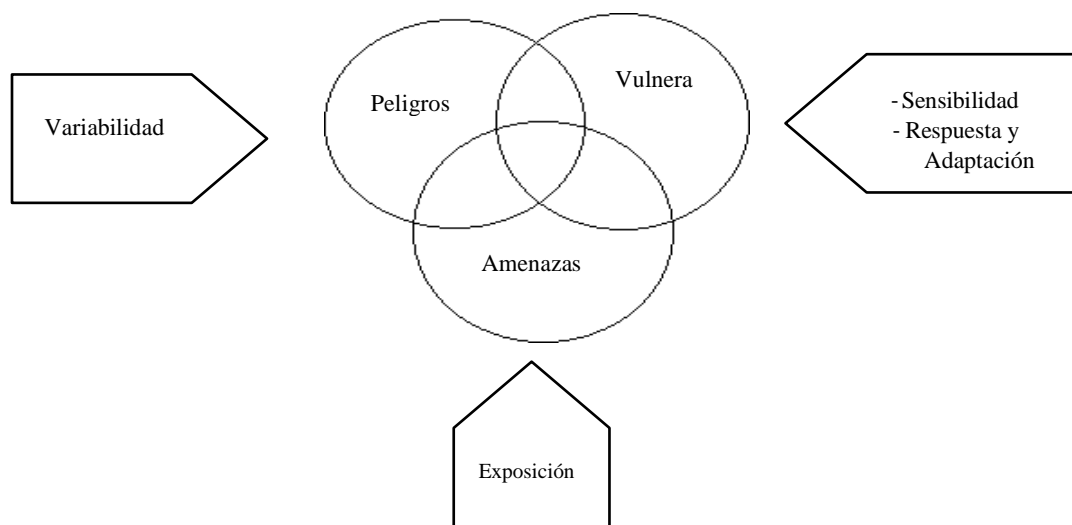 Variabilidad
Peligros
Vulnera
- Sensibilidad
- Respuesta y
Adaptación
Amenazas
Exposición